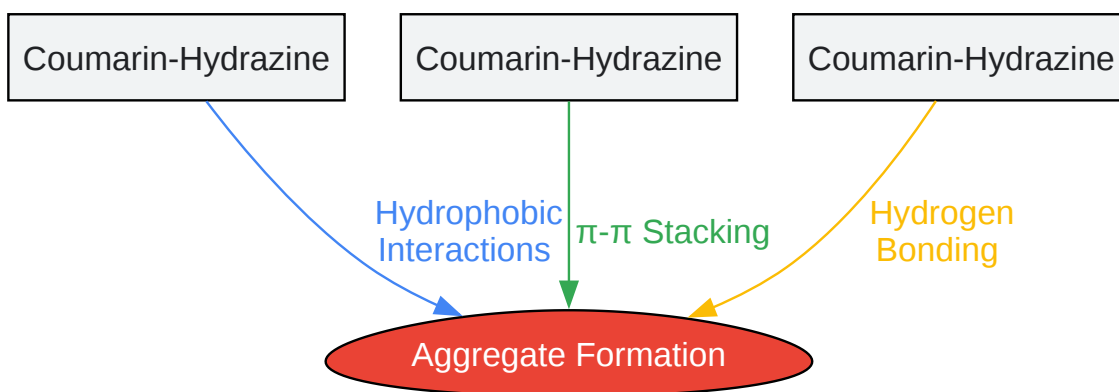 Coumarin-Hydrazine
Coumarin-Hydrazine
Coumarin-Hydrazine
Hydrophobic
Interactions
π-π Stacking
Hydrogen
Bonding
Aggregate Formation